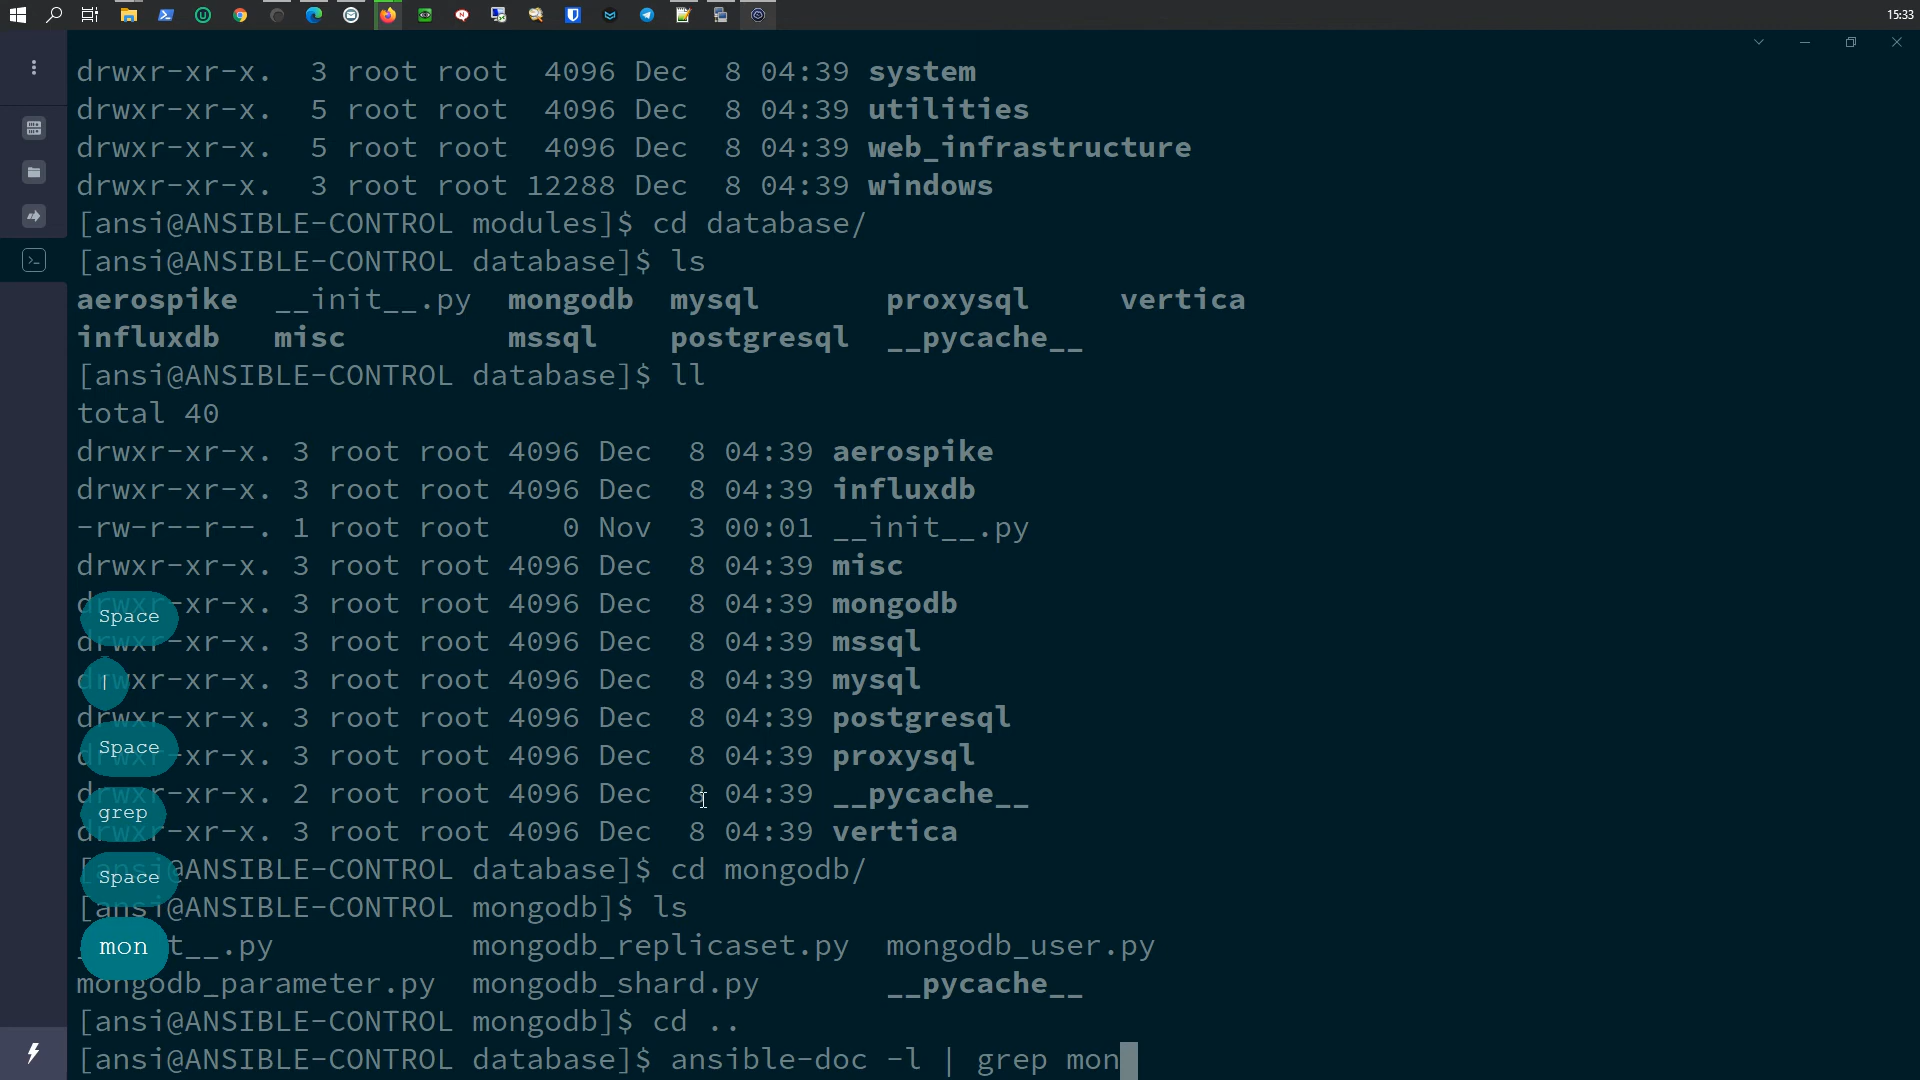 15:33
drwxr-xr-x.  3 root root  4096 Dec  8 04:39 system
drwxr-xr-x.  5 root root  4096 Dec  8 04:39 utilities
drwxr-xr-x.  5 root root  4096 Dec  8 04:39 web_infrastructure
drwxr-xr-x.  3 root root 12288 Dec  8 04:39 windows
[ansi@ANSIBLE-CONTROL modules]$ cd database/
[ansi@ANSIBLE-CONTROL database]$ ls
aerospike  __init__.py  mongodb  mysql       proxysql     vertica
influxdb   misc         mssql    postgresql  __pycache__
[ansi@ANSIBLE-CONTROL database]$ ll
total 40
drwxr-xr-x. 3 root root 4096 Dec  8 04:39 aerospike
drwxr-xr-x. 3 root root 4096 Dec  8 04:39 influxdb
-rw-r--r--. 1 root root    0 Nov  3 00:01 __init__.py
drwxr-xr-x. 3 root root 4096 Dec  8 04:39 misc
drwxr-xr-x. 3 root root 4096 Dec  8 04:39 mongodb
Space
drwxr-xr-x. 3 root root 4096 Dec  8 04:39 mssql
drwxr-xr-x. 3 root root 4096 Dec  8 04:39 mysql
|
drwxr-xr-x. 3 root root 4096 Dec  8 04:39 postgresql
drwxr-xr-x. 3 root root 4096 Dec  8 04:39 proxysql
Space
drwxr-xr-x. 2 root root 4096 Dec  8 04:39 __pycache__
grep
drwxr-xr-x. 3 root root 4096 Dec  8 04:39 vertica
[ansi@ANSIBLE-CONTROL database]$ cd mongodb/
Space
[ansi@ANSIBLE-CONTROL mongodb]$ ls
mon
t__.py           mongodb_replicaset.py  mongodb_user.py
mongodb_parameter.py  mongodb_shard.py       __pycache__
[ansi@ANSIBLE-CONTROL mongodb]$ cd ..
[ansi@ANSIBLE-CONTROL database]$ ansible-doc -l | grep mon